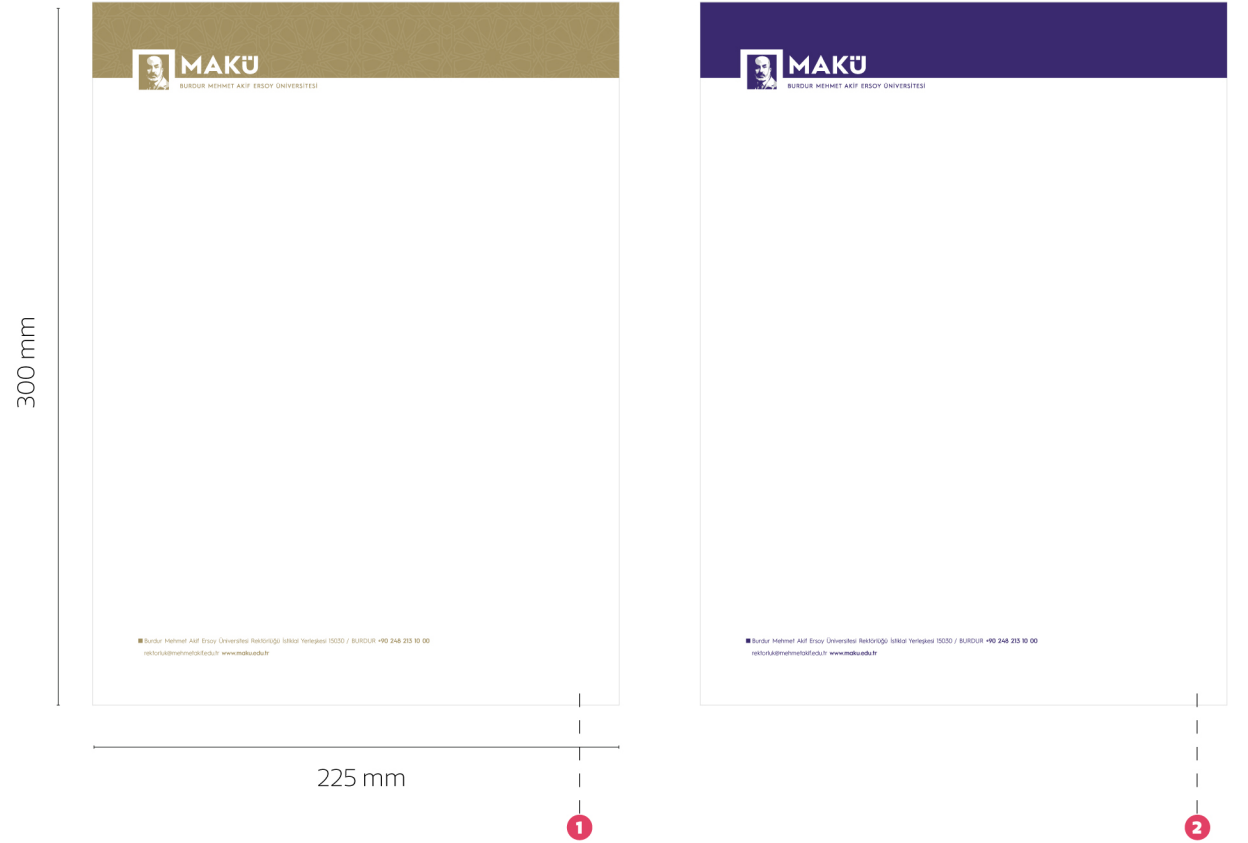 MAKÜ
BURDUR MEHMET AKİF ERSOY ÜNİVERSİTESİ
MAKÜ
BURDUR MEHMET AKİF ERSOY ÜNİVERSİTESİ
300 mm
Burdur Mehmet Akif Ersoy Üniversitesi Rektörlüğü İstiklal Yerleşkesi 15030 / BURDUR +90 248 213 10 00
rektorluk@mehmetakif.edu.tr www.maku.edu.tr
Burdur Mehmet Akif Ersoy Üniversitesi Rektörlüğü İstiklal Yerleşkesi 15030 / BURDUR +90 248 213 10 00
rektorluk@mehmetakif.edu.tr www.maku.edu.tr
225 mm
1
2